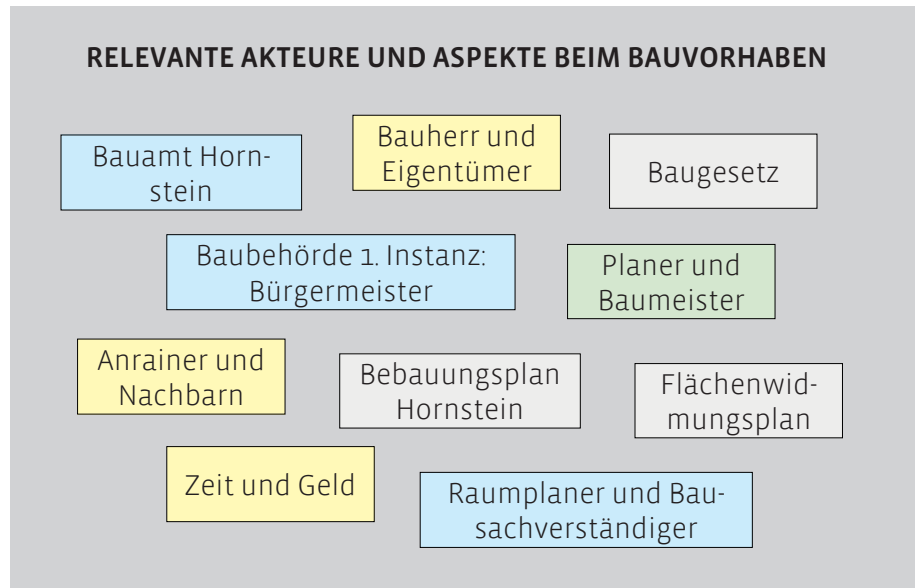 RELEVANTE AKTEURE UND ASPEKTE BEIM BAUVORHABEN
Bauamt Horn-
stein
Bauherr und
Eigentümer
Baugesetz
Baubehörde 1. Instanz:
Bürgermeister
Planer und
Baumeister
Anrainer und
Nachbarn
Bebauungsplan
Hornstein
Flächenwid-
mungsplan
Zeit und Geld
Raumplaner und Bau-
sachverständiger